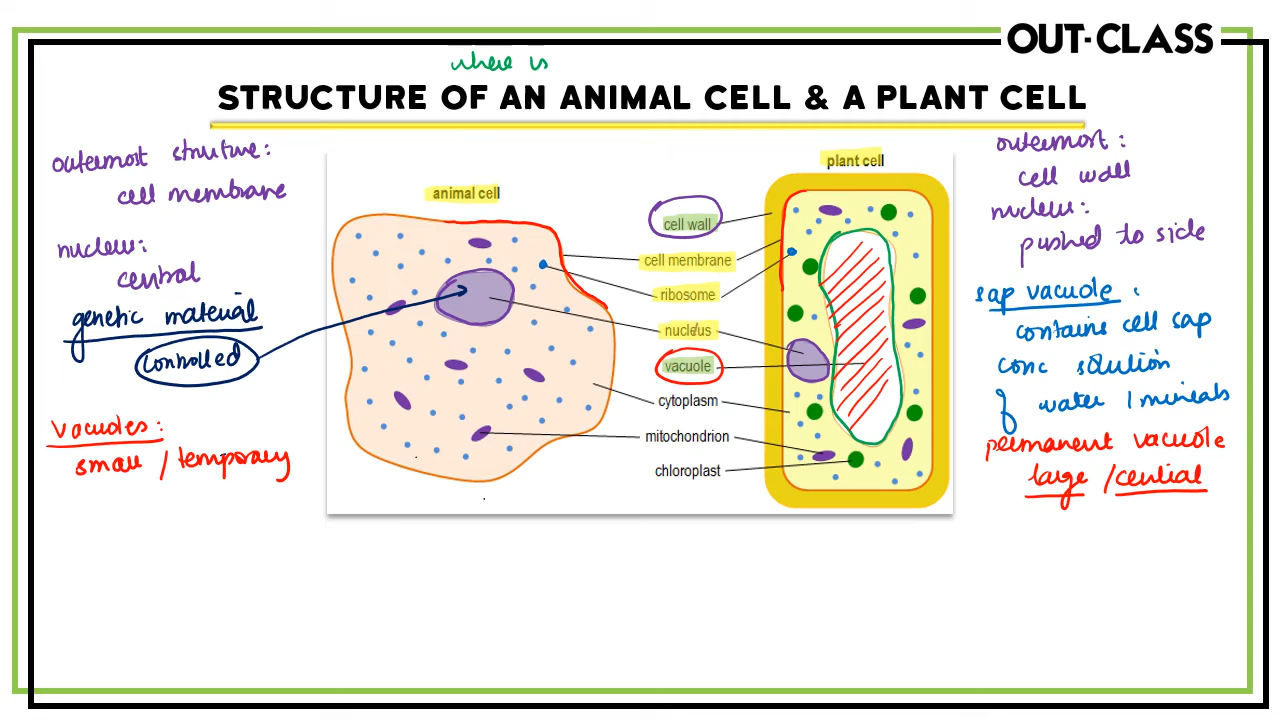 OUT-CLASS
where is
STRUCTURE OF AN ANIMAL CELL & A PLANT CELL
outermost struture:
cell membrane
nucleus:
central
genetic material
controlled
vacuoles:
small / temporary
animal cell
plant cell
cell wall
cell membrane
ribosome
nucleus
vacuole
cytoplasm
mitochondrion
chloroplast
outermost:
cell wall
nucleus:
pushed to side
sap vacuole:
contains cell sap
conc solution
of water / minerals
permanent vacuole
large / central